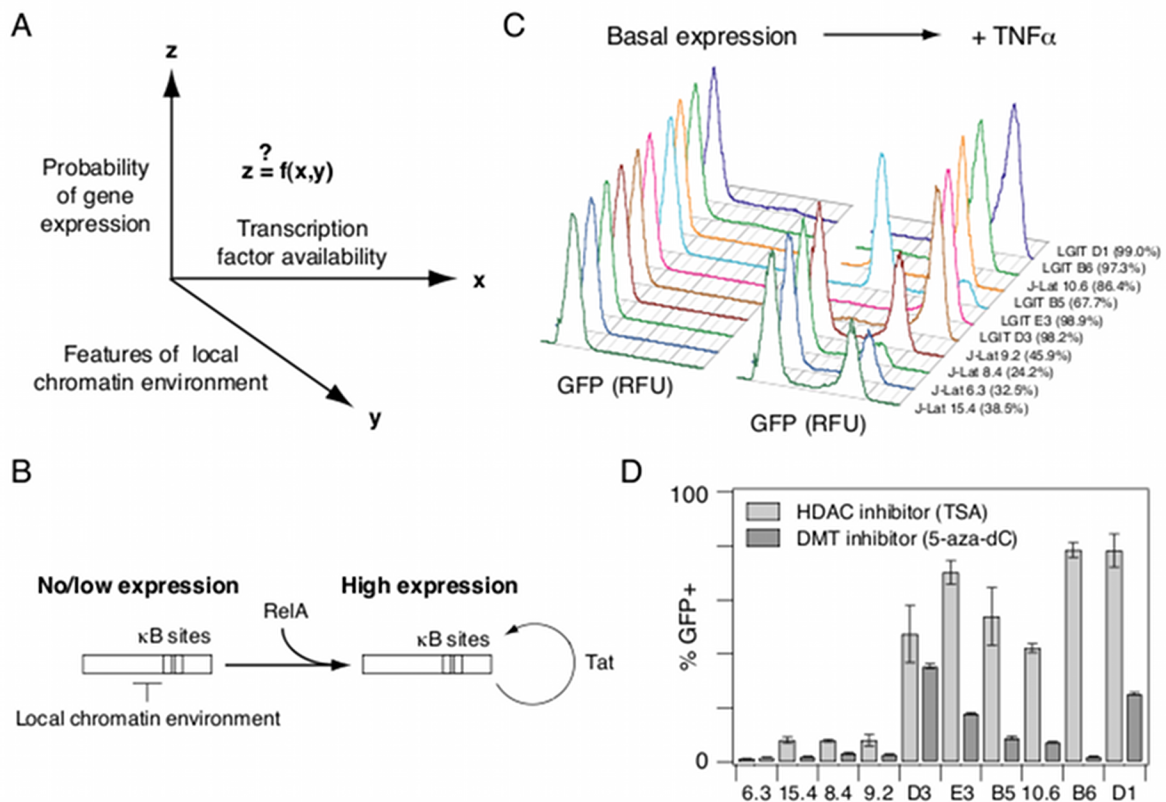 A
z
Probability
of gene
expression
?
z = f(x,y)
Transcription
factor availability
x
Features of local
chromatin environment
y
B
No/low expression
High expression
RelA
κB sites
κB sites
Tat
Local chromatin environment
C
Basal expression
+ TNFα
LGIT D1 (99.0%)
LGIT B6 (97.3%)
J-Lat 10.6 (86.4%)
LGIT B5 (67.7%)
LGIT E3 (98.9%)
LGIT D3 (98.2%)
J-Lat 9.2 (45.9%)
J-Lat 8.4 (24.2%)
J-Lat 6.3 (32.5%)
J-Lat 15.4 (38.5%)
GFP (RFU)
GFP (RFU)
D
100
HDAC inhibitor (TSA)
DMT inhibitor (5-aza-dC)
% GFP+
0
6.3 15.4 8.4 9.2 D3 E3 B5 10.6 B6 D1